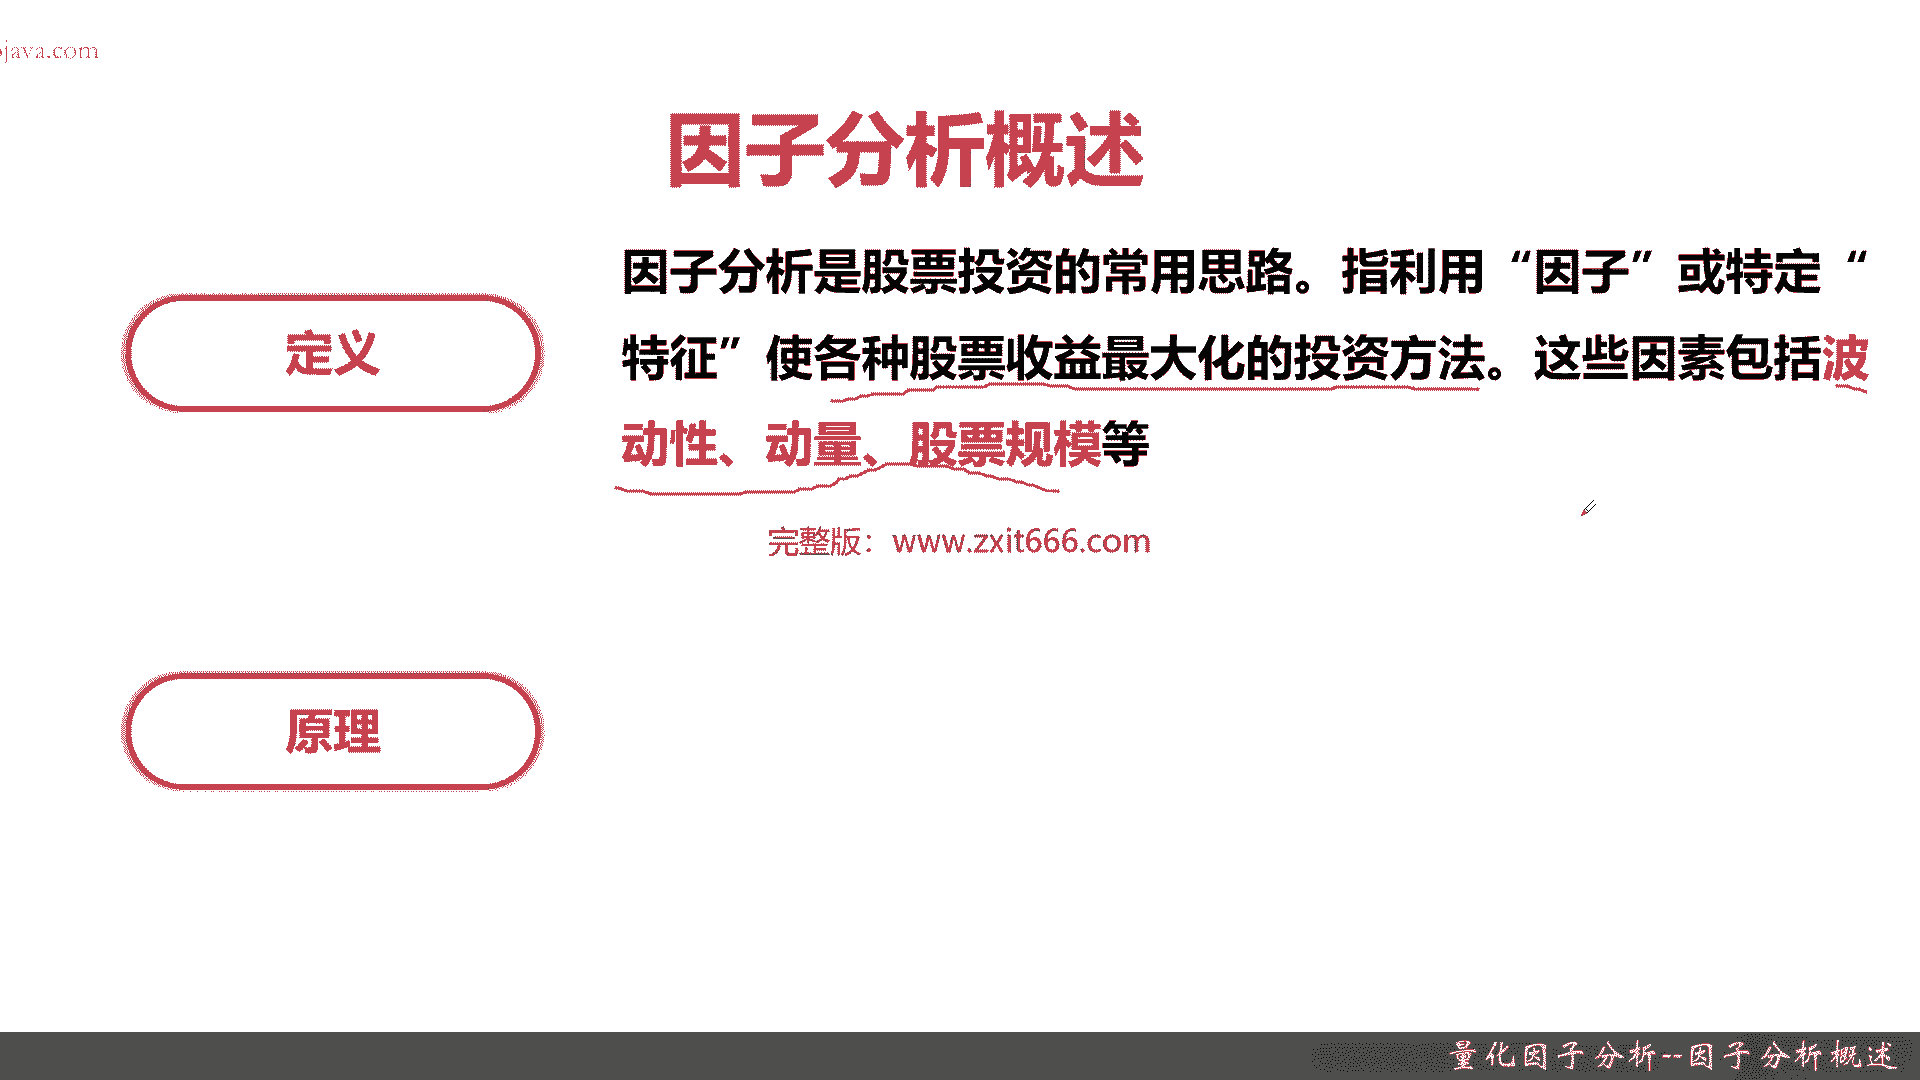 ojava.com
因子分析概述
定义
因子分析是股票投资的常用思路。指利用“因子”或特定“
特征”使各种股票收益最大化的投资方法。这些因素包括波
动性、动量、股票规模等
完整版：www.zxit666.com
原理
量化因子分析--因子分析概述